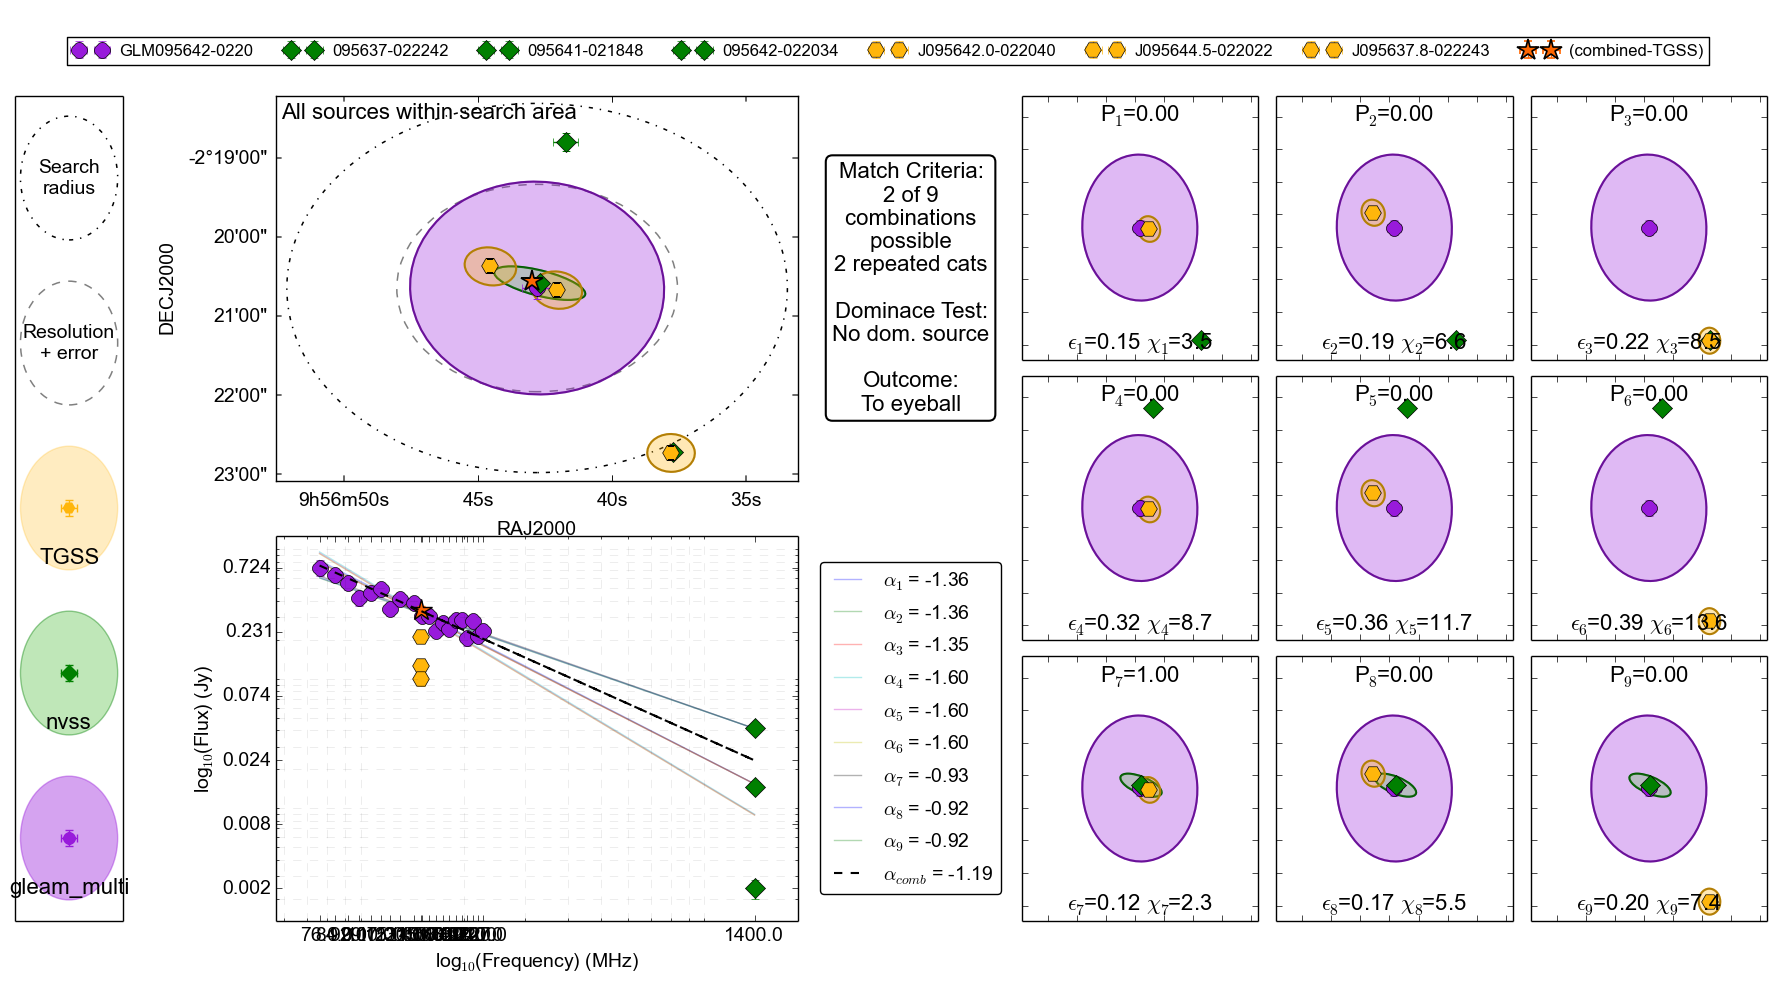 GLM095642-0220 095637-022242 095641-021848 095642-022034 J095642.0-022040 J095644.5-022022 J095637.8-022243 (combined-TGSS)
Search
radius
Resolution
+ error
TGSS
nvss
gleam_multi
All sources within search area
DECJ2000
-2°19'00"
20'00"
21'00"
22'00"
23'00"
9h56m50s 45s 40s 35s
RAJ2000
Match Criteria:
2 of 9
combinations
possible
2 repeated cats
Dominace Test:
No dom. source
Outcome:
To eyeball
log₁₀(Flux) (Jy)
0.724
0.231
0.074
0.024
0.008
0.002
1400.0
log₁₀(Frequency) (MHz)
α₁ = -1.36
α₂ = -1.36
α₃ = -1.35
α₄ = -1.60
α₅ = -1.60
α₆ = -1.60
α₇ = -0.93
α₈ = -0.92
α₉ = -0.92
α_comb = -1.19
P₁=0.00
ϵ₁=0.15 χ₁=3.5
P₂=0.00
ϵ₂=0.19 χ₂=6.6
P₃=0.00
ϵ₃=0.22 χ₃=8.5
P₄=0.00
ϵ₄=0.32 χ₄=8.7
P₅=0.00
ϵ₅=0.36 χ₅=11.7
P₆=0.00
ϵ₆=0.39 χ₆=13.6
P₇=1.00
ϵ₇=0.12 χ₇=2.3
P₈=0.00
ϵ₈=0.17 χ₈=5.5
P₉=0.00
ϵ₉=0.20 χ₉=7.4